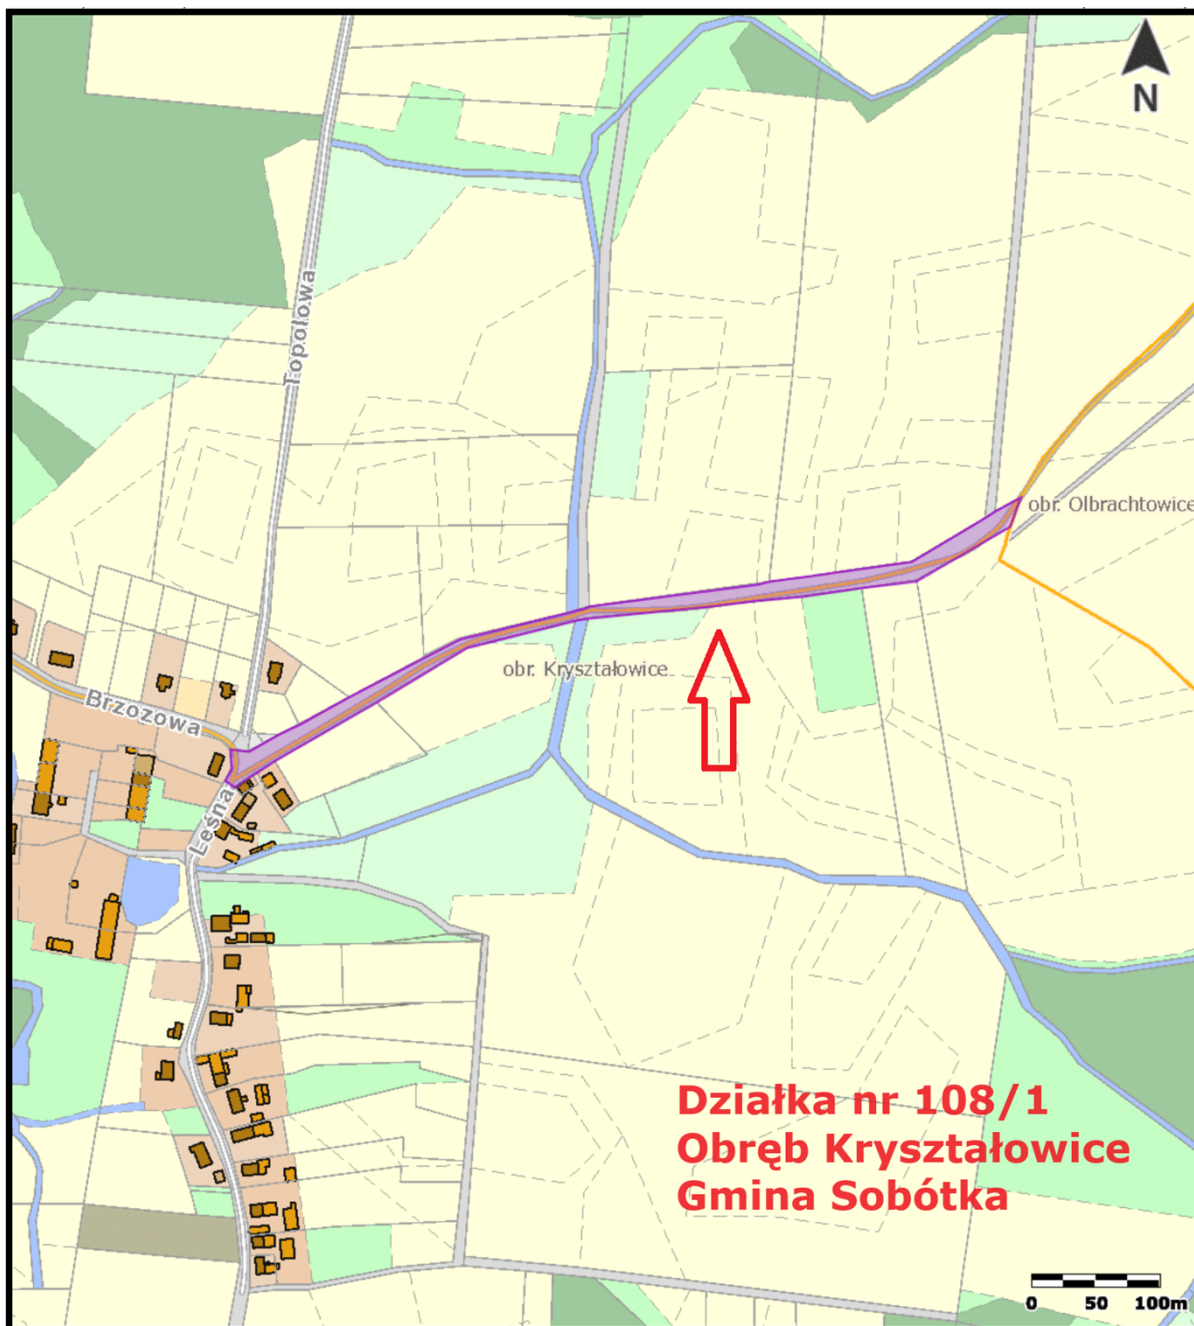 N
Topolowa
obr. Olbrachtowice
obr. Kryształowice
Brzozowa
Leśna
Działka nr 108/1
Obręb Kryształowice
Gmina Sobótka
0 50 100m